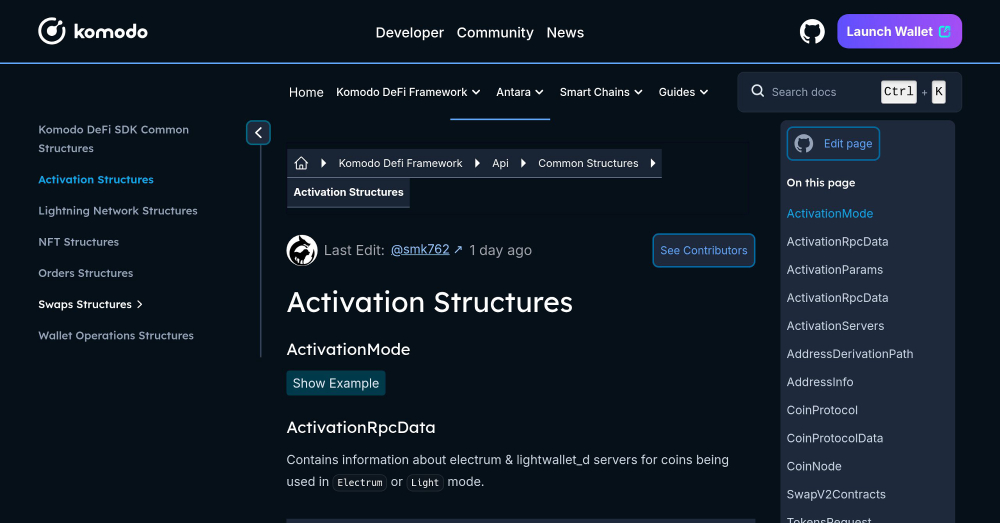 komodo
Developer Community News
Launch Wallet
Home Komodo DeFi Framework Antara Smart Chains Guides
Search docs Ctrl + K
Komodo DeFi SDK Common
Structures
Activation Structures
Lightning Network Structures
NFT Structures
Orders Structures
Swaps Structures
Wallet Operations Structures
Komodo Defi Framework Api Common Structures
Activation Structures
Last Edit: @smk762 ↗ 1 day ago
See Contributors
Activation Structures
ActivationMode
Show Example
ActivationRpcData
Contains information about electrum & lightwallet_d servers for coins being
used in Electrum or Light mode.
Edit page
On this page
ActivationMode
ActivationRpcData
ActivationParams
ActivationRpcData
ActivationServers
AddressDerivationPath
AddressInfo
CoinProtocol
CoinProtocolData
CoinNode
SwapV2Contracts
TokensRequest